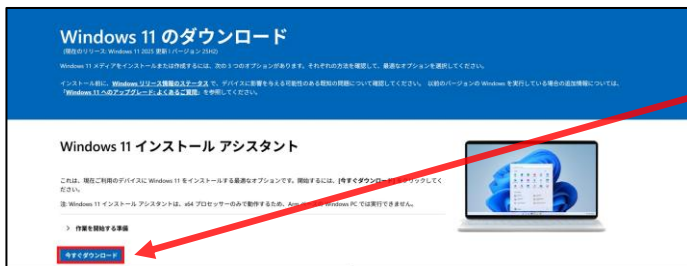 Windows 11 のダウンロード
(現在のリリース: Windows 11 2025 更新 | バージョン 25H2)
Windows 11 メディアをインストールまたは作成するには、次の 3 つのオプションがあります。それぞれの方法を確認して、最適なオプションを選択してください。
インストール前に、Windows リリース情報のステータス で、デバイスに影響を与える可能性のある既知の問題について確認してください。 以前のバージョンの Windows を実行している場合の追加情報については、
「Windows 11 へのアップグレード: よくあるご質問」を参照してください。
Windows 11 インストール アシスタント
これは、現在ご利用のデバイスに Windows 11 をインストールする最適なオプションです。開始するには、[今すぐダウンロード] をクリックしてく
ださい。
注: Windows 11 インストール アシスタントは、x64 プロセッサーのみで動作するため、 Windows PC では実行できません。
> 作業を開始する準備
今すぐダウンロード